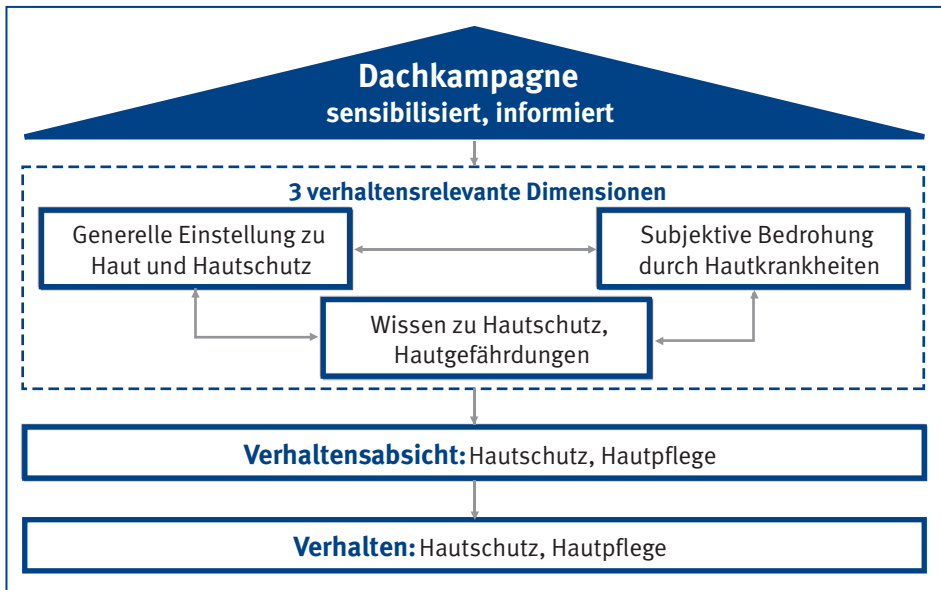 Dachkampagne
sensibilisiert, informiert
3 verhaltensrelevante Dimensionen
Generelle Einstellung zu
Haut und Hautschutz
Subjektive Bedrohung
durch Hautkrankheiten
Wissen zu Hautschutz,
Hautgefährdungen
Verhaltensabsicht: Hautschutz, Hautpflege
Verhalten: Hautschutz, Hautpflege